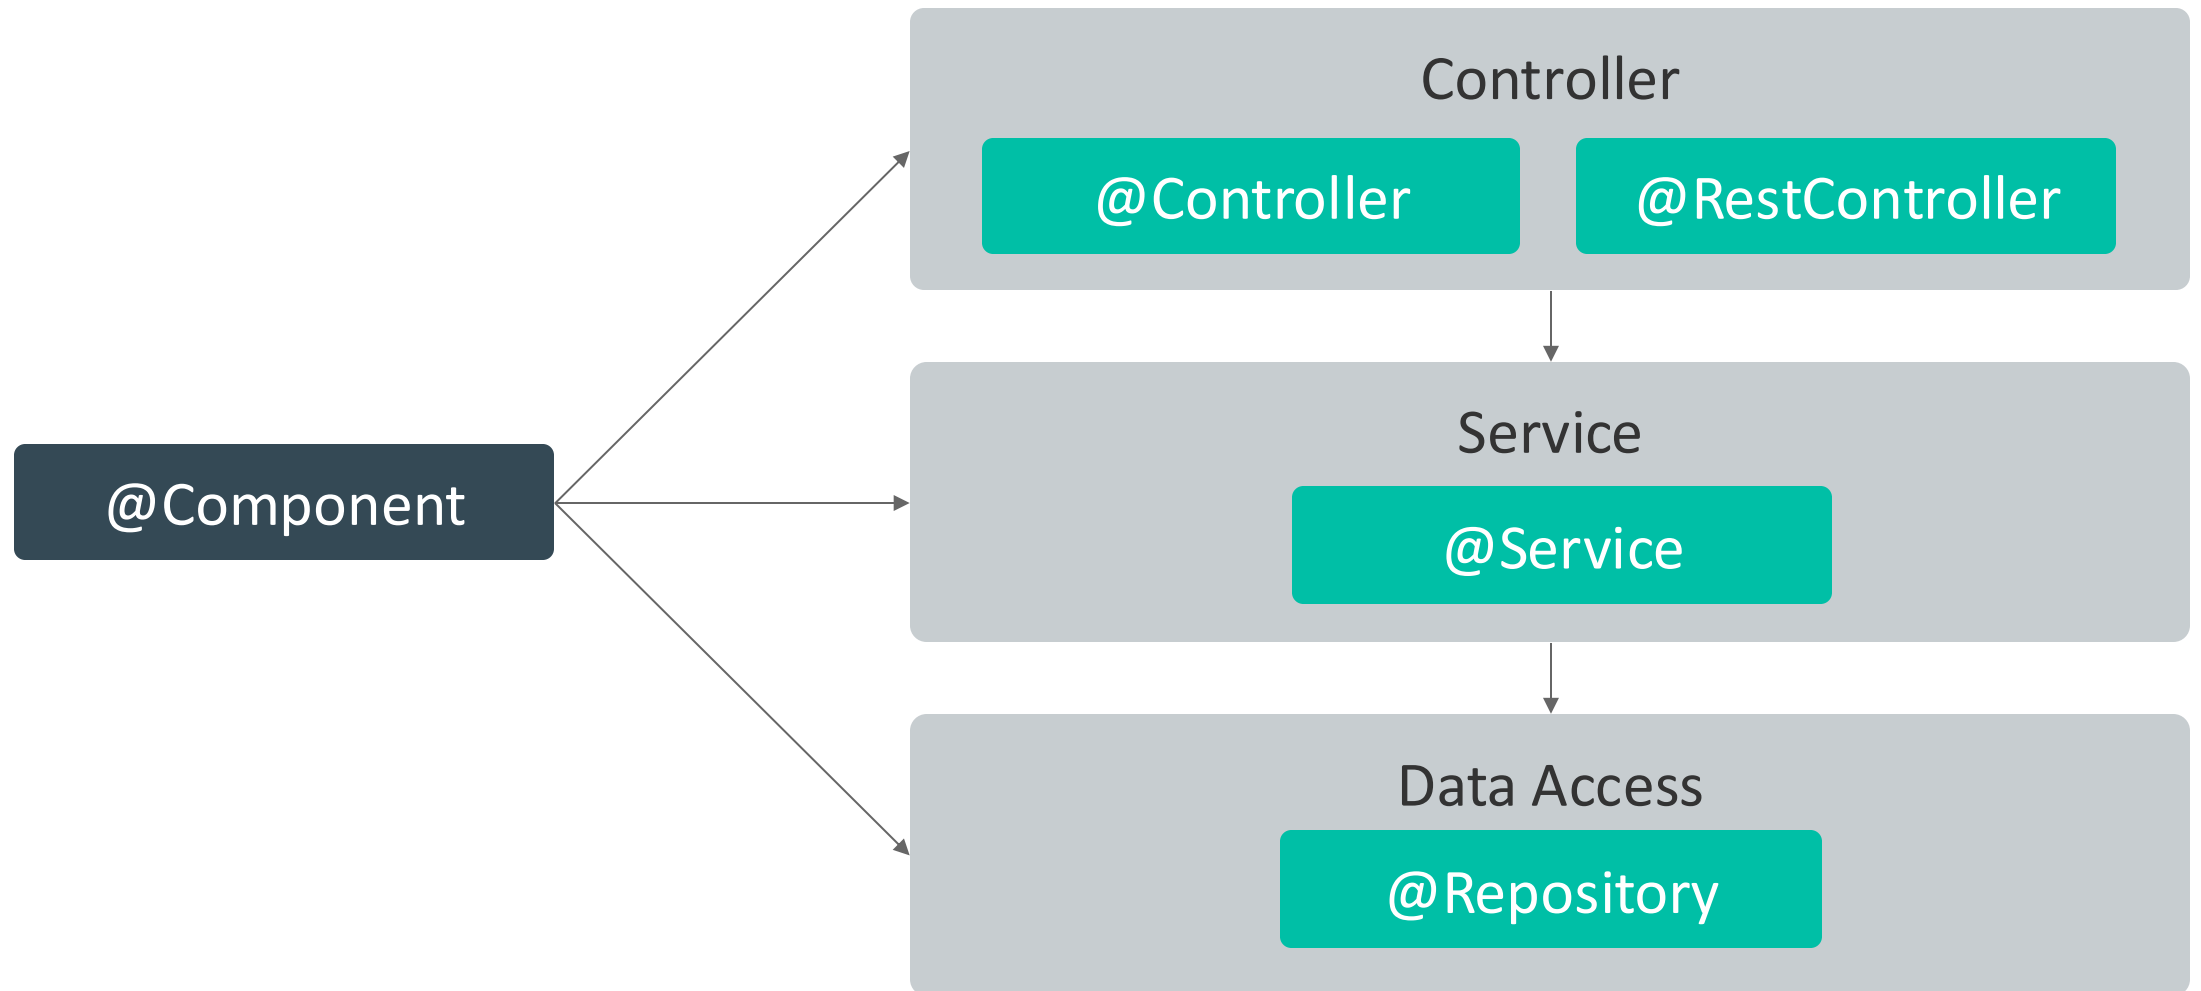 Controller
@Controller
@RestController
Service
@Component
@Service
Data Access
@Repository